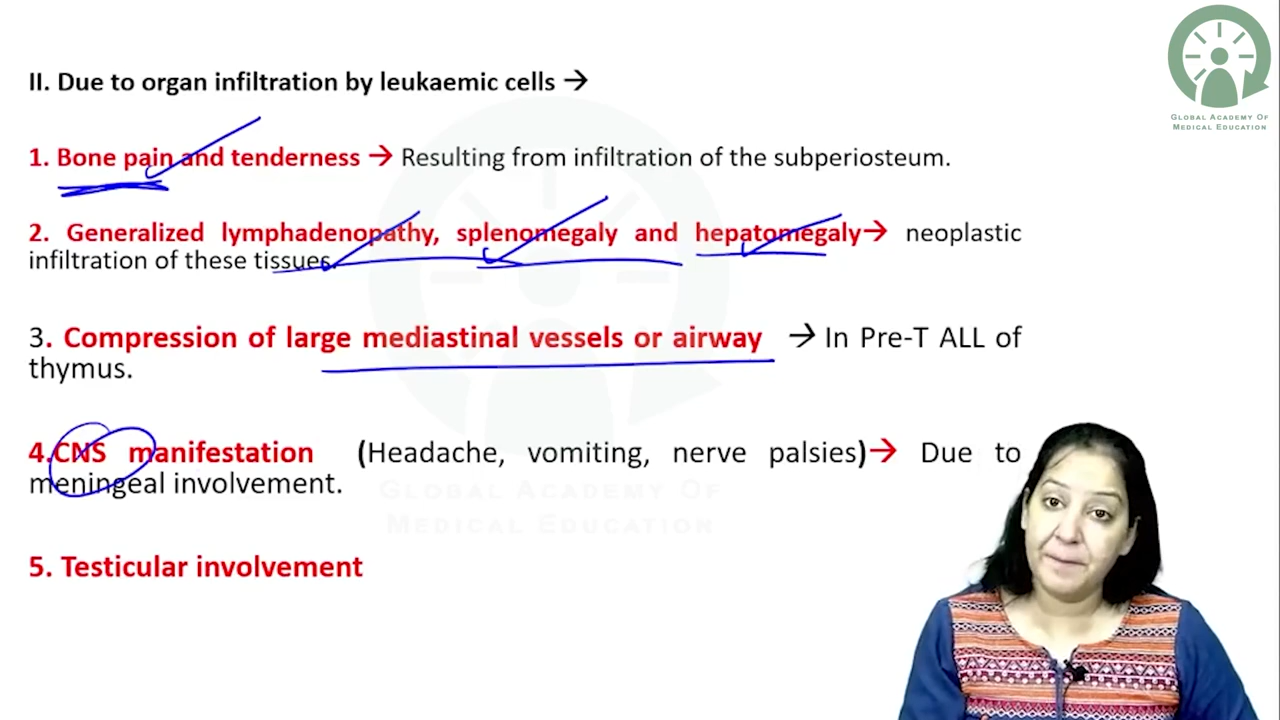 GLOBAL ACADEMY OF
MEDICAL EDUCATION
II. Due to organ infiltration by leukaemic cells →
1. Bone pain and tenderness → Resulting from infiltration of the subperiosteum.
2. Generalized lymphadenopathy, splenomegaly and hepatomegaly→ neoplastic
infiltration of these tissues.
3. Compression of large mediastinal vessels or airway → In Pre-T ALL of
thymus.
4.CNS manifestation (Headache, vomiting, nerve palsies)→ Due to
meningeal involvement.
GLOBAL ACADEMY OF
MEDICAL EDUCATION
5. Testicular involvement